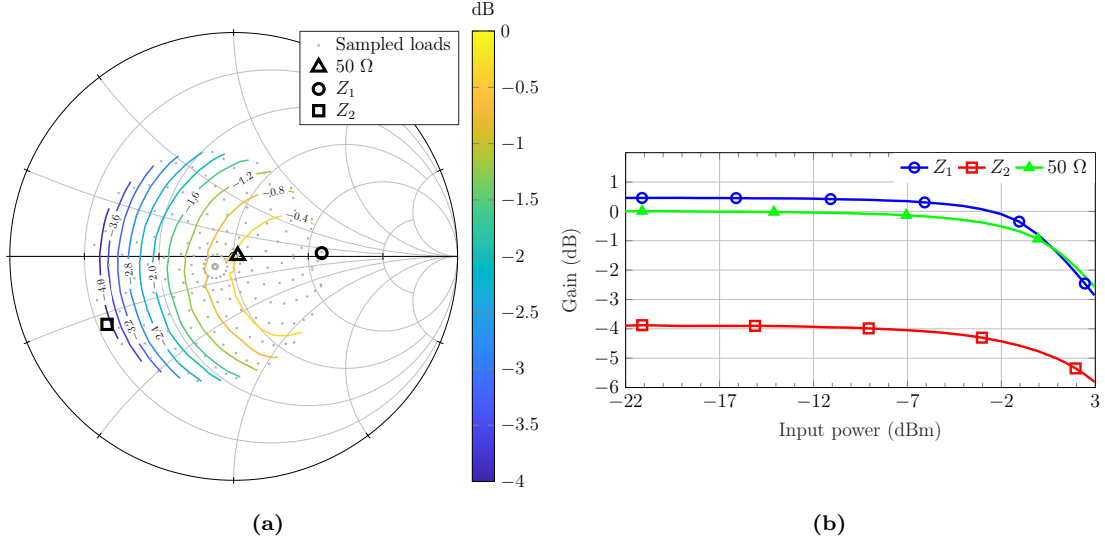 dB
Sampled loads
50 Ω
Z1
Z2
0
−0.5
−1
−1.5
−2
−2.5
−3
−3.5
−4
−0.4
−0.8
−1.2
−1.6
−2.0
−2.4
−2.8
−3.2
−3.6
−4.0
(a)
Z1 Z2 50 Ω
Gain (dB)
1
0
−1
−2
−3
−4
−5
−6
−22 −17 −12 −7 −2 3
Input power (dBm)
(b)